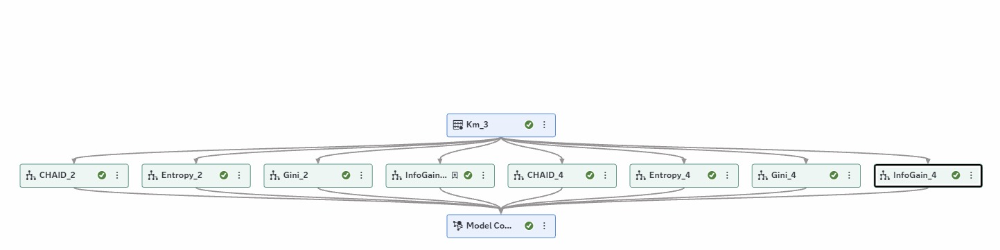 Km_3
CHAID_2
Entropy_2
Gini_2
InfoGain...
CHAID_4
Entropy_4
Gini_4
InfoGain_4
Model Co...